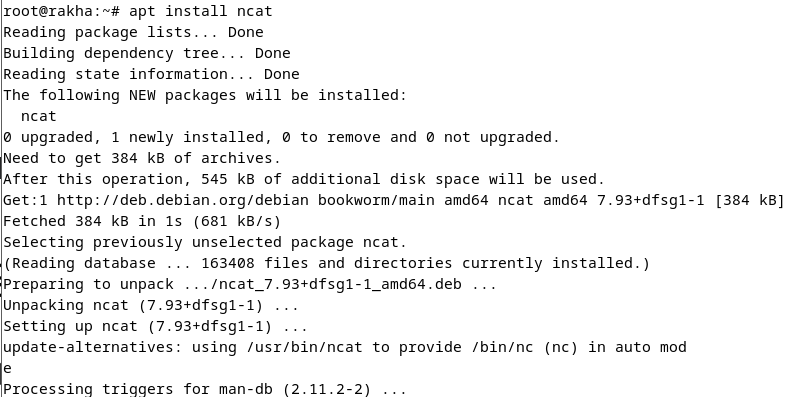 root@rakha:~# apt install ncat
Reading package lists... Done
Building dependency tree... Done
Reading state information... Done
The following NEW packages will be installed:
  ncat
0 upgraded, 1 newly installed, 0 to remove and 0 not upgraded.
Need to get 384 kB of archives.
After this operation, 545 kB of additional disk space will be used.
Get:1 http://deb.debian.org/debian bookworm/main amd64 ncat amd64 7.93+dfsg1-1 [384 kB]
Fetched 384 kB in 1s (681 kB/s)
Selecting previously unselected package ncat.
(Reading database ... 163408 files and directories currently installed.)
Preparing to unpack .../ncat_7.93+dfsg1-1_amd64.deb ...
Unpacking ncat (7.93+dfsg1-1) ...
Setting up ncat (7.93+dfsg1-1) ...
update-alternatives: using /usr/bin/ncat to provide /bin/nc (nc) in auto mod
e
Processing triggers for man-db (2.11.2-2) ...